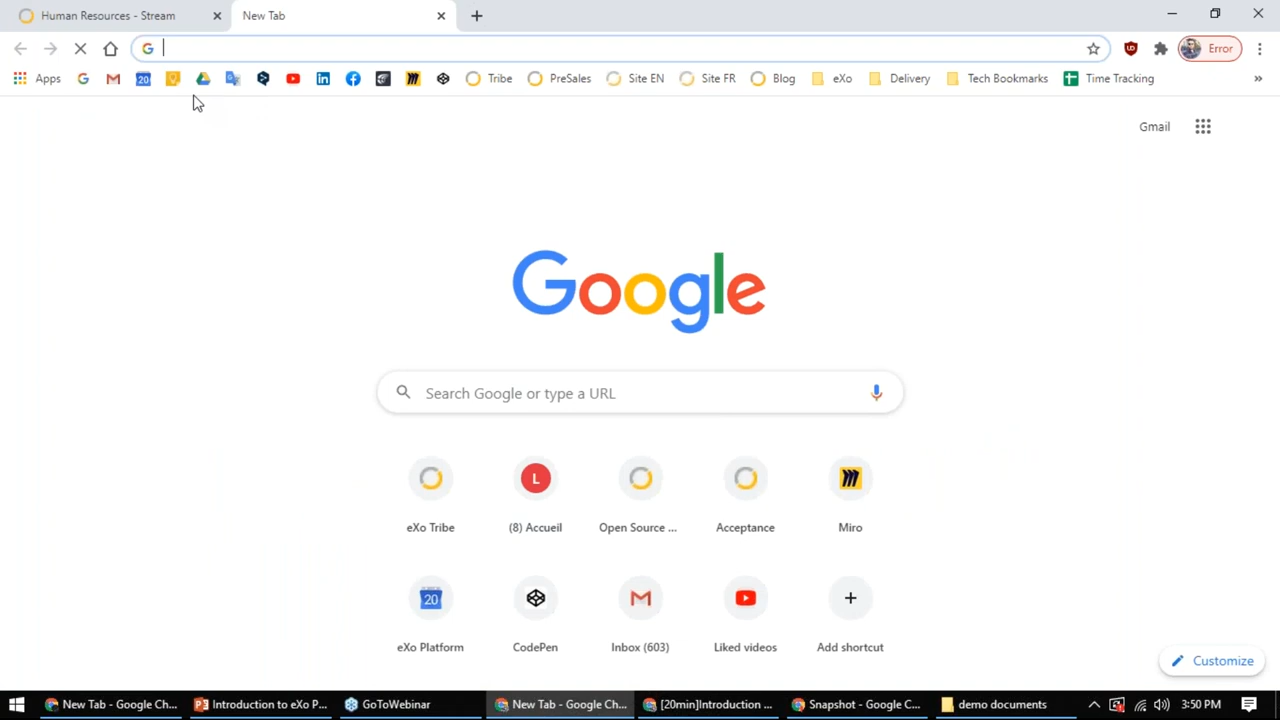 Human Resources - Stream
New Tab
Error
Apps
20
Tribe
PreSales
Site EN
Site FR
Blog
eXo
Delivery
Tech Bookmarks
Time Tracking
»
Gmail
Google
Search Google or type a URL
L
eXo Tribe
(8) Accueil
Open Source ...
Acceptance
Miro
20
eXo Platform
CodePen
Inbox (603)
Liked videos
Add shortcut
Customize
New Tab - Google Ch...
Introduction to eXo P...
GoToWebinar
New Tab - Google Ch...
[20min]Introduction ...
Snapshot - Google C...
demo documents
3:50 PM